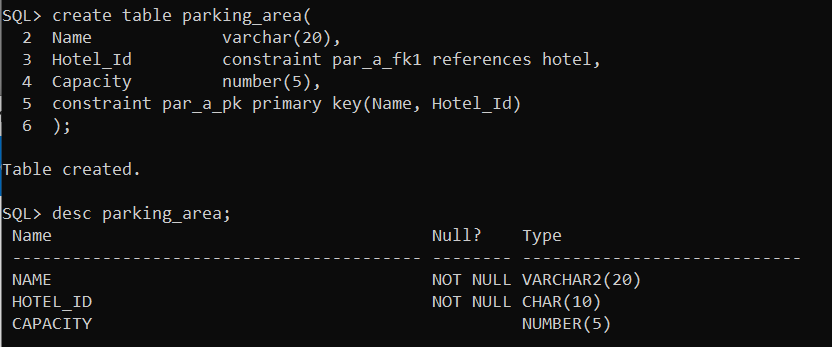 SQL> create table parking_area(
  2  Name             varchar(20),
  3  Hotel_Id         constraint par_a_fk1 references hotel,
  4  Capacity         number(5),
  5  constraint par_a_pk primary key(Name, Hotel_Id)
  6  );
Table created.
SQL> desc parking_area;
 Name                                      Null?    Type
 ----------------------------------------- -------- ----------------------------
 NAME                                      NOT NULL VARCHAR2(20)
 HOTEL_ID                                  NOT NULL CHAR(10)
 CAPACITY                                           NUMBER(5)